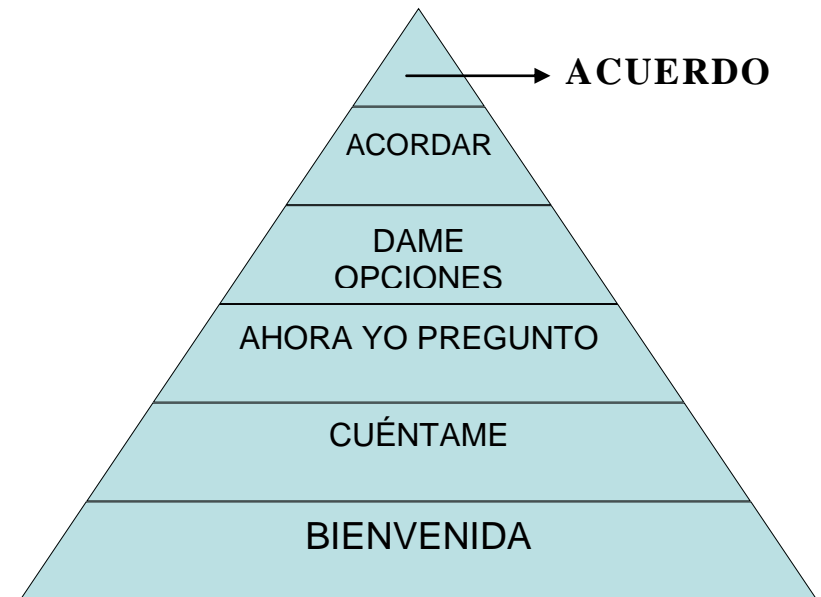 ACUERDO
ACORDAR
DAME
OPCIONES
AHORA YO PREGUNTO
CUÉNTAME
BIENVENIDA